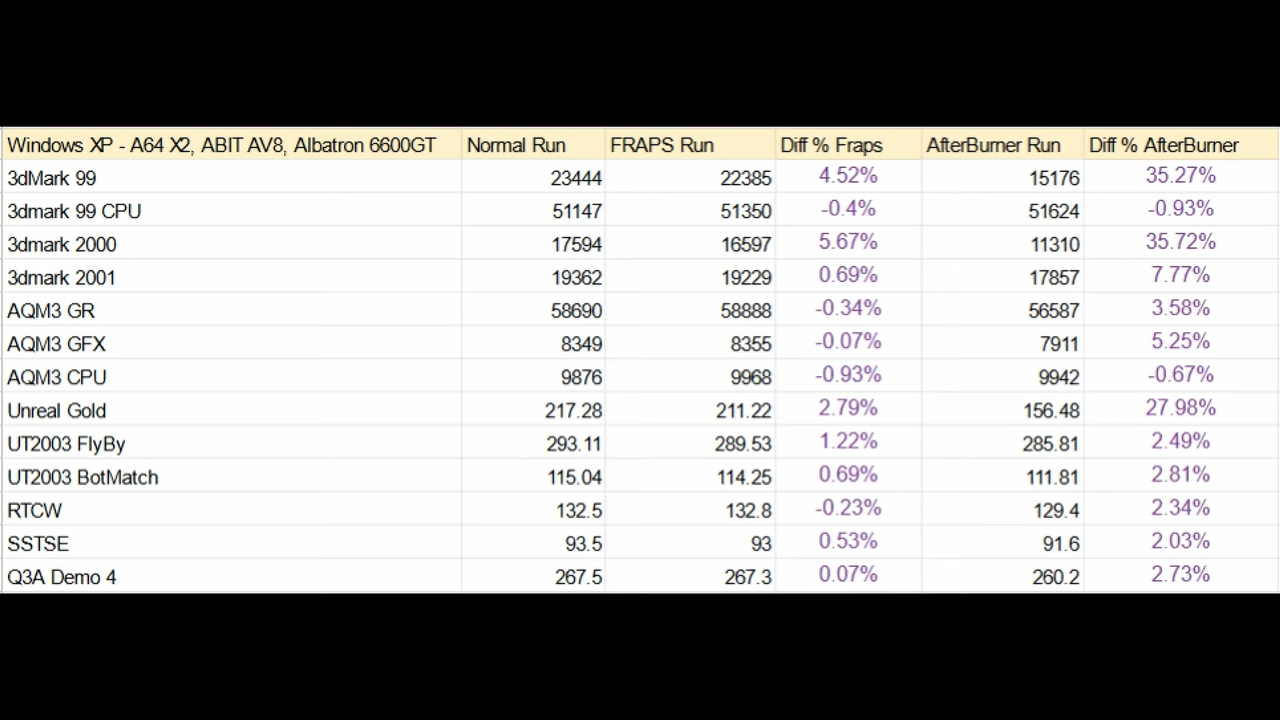 Windows XP - A64 X2, ABIT AV8, Albatron 6600GT Normal Run FRAPS Run Diff % Fraps AfterBurner Run Diff % AfterBurner
3dMark 99 23444 22385 4.52% 15176 35.27%
3dmark 99 CPU 51147 51350 -0.4% 51624 -0.93%
3dmark 2000 17594 16597 5.67% 11310 35.72%
3dmark 2001 19362 19229 0.69% 17857 7.77%
AQM3 GR 58690 58888 -0.34% 56587 3.58%
AQM3 GFX 8349 8355 -0.07% 7911 5.25%
AQM3 CPU 9876 9968 -0.93% 9942 -0.67%
Unreal Gold 217.28 211.22 2.79% 156.48 27.98%
UT2003 FlyBy 293.11 289.53 1.22% 285.81 2.49%
UT2003 BotMatch 115.04 114.25 0.69% 111.81 2.81%
RTCW 132.5 132.8 -0.23% 129.4 2.34%
SSTSE 93.5 93 0.53% 91.6 2.03%
Q3A Demo 4 267.5 267.3 0.07% 260.2 2.73%